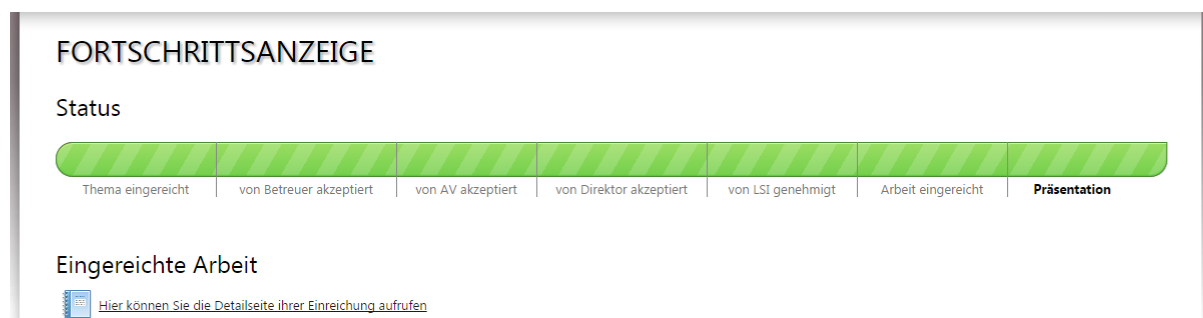 FORTSCHRITTSANZEIGE
Status
Thema eingereicht von Betreuer akzeptiert von AV akzeptiert von Direktor akzeptiert von LSI genehmigt Arbeit eingereicht Präsentation
Eingereichte Arbeit
Hier können Sie die Detailseite ihrer Einreichung aufrufen